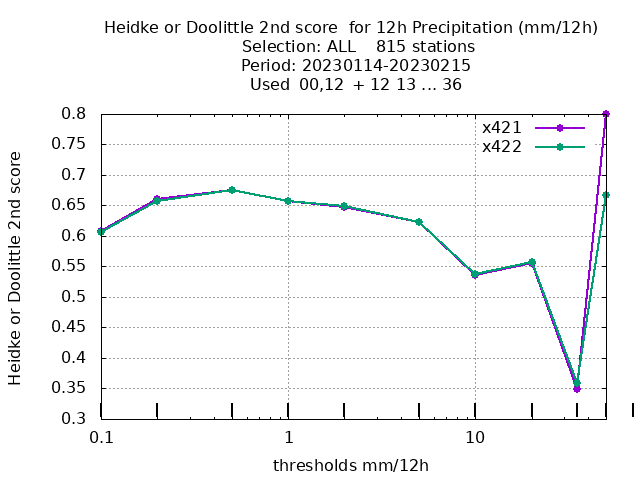 Heidke or Doolittle 2nd score  for 12h Precipitation (mm/12h)
Selection: ALL    815 stations
Period: 20230114-20230215
Used  00,12  + 12 13 ... 36
x421
x422
0.8
0.75
0.7
0.65
0.6
0.55
0.5
0.45
0.4
0.35
0.3
Heidke or Doolittle 2nd score
0.1 1 10
thresholds mm/12h